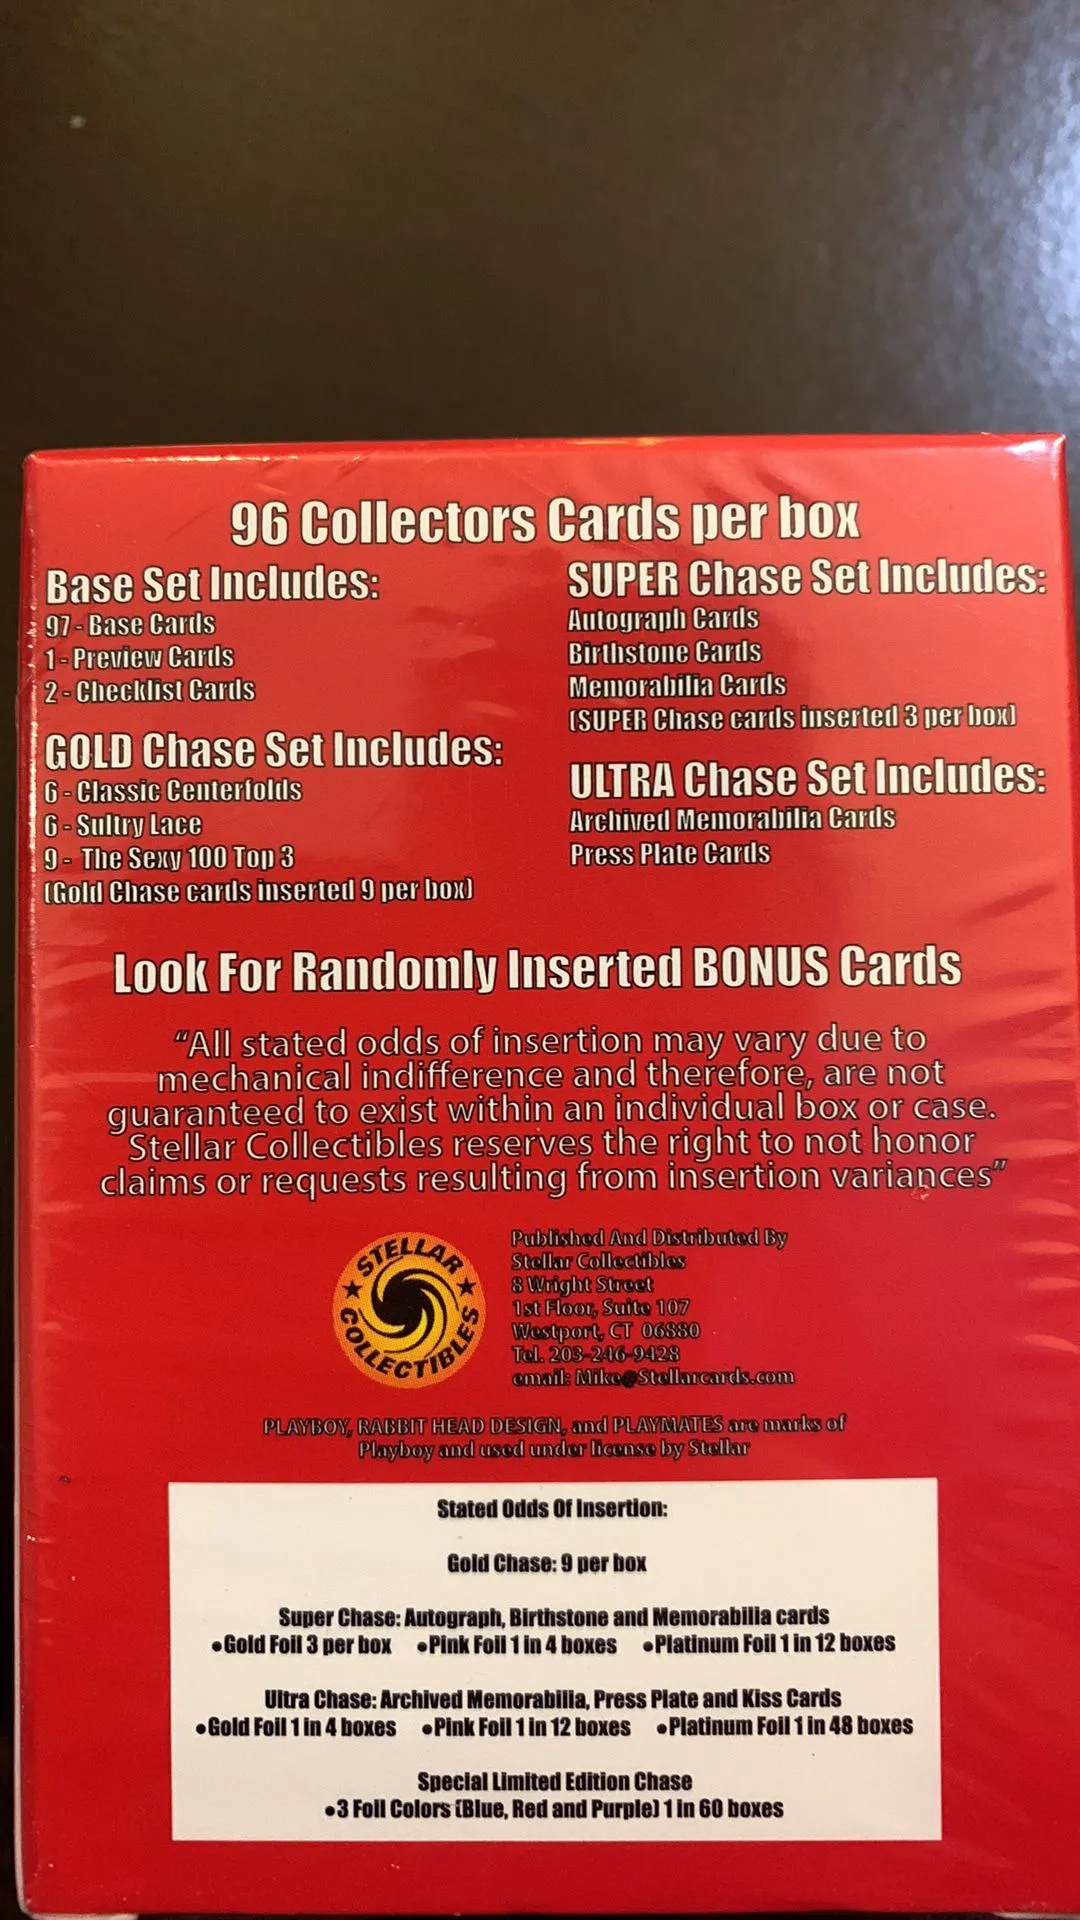 96 Collectors Cards per box
Base Set Includes:
97 - Base Cards
1 - Preview Cards
2 - Checklist Cards
GOLD Chase Set Includes:
6 - Classic Centerfolds
6 - Sultry Lace
9 - The Sexy 100 Top 3
(Gold Chase cards inserted 9 per box)
SUPER Chase Set Includes:
Autograph Cards
Birthstone Cards
Memorabilia Cards
(SUPER Chase cards inserted 3 per box)
ULTRA Chase Set Includes:
Archived Memorabilia Cards
Press Plate Cards
Look For Randomly Inserted BONUS Cards
“All stated odds of insertion may vary due to
mechanical indifference and therefore, are not
guaranteed to exist within an individual box or case.
Stellar Collectibles reserves the right to not honor
claims or requests resulting from insertion variances”
STELLAR
COLLECTIBLES
Published And Distributed By
Stellar Collectibles
8 Wright Street
1st Floor, Suite 107
Westport, CT 06880
Tel. 203-246-9428
email: Mike@Stellarcards.com
PLAYBOY, RABBIT HEAD DESIGN, and PLAYMATES are marks of
Playboy and used under license by Stellar
Stated Odds Of Insertion:
Gold Chase: 9 per box
Super Chase: Autograph, Birthstone and Memorabilla cards
•Gold Foil 3 per box •Pink Foil 1 in 4 boxes •Platinum Foil 1 in 12 boxes
Ultra Chase: Archived Memorabilia, Press Plate and Kiss Cards
•Gold Foil 1 in 4 boxes •Pink Foil 1 in 12 boxes •Platinum Foil 1 in 48 boxes
Special Limited Edition Chase
•3 Foil Colors (Blue, Red and Purple) 1 in 60 boxes